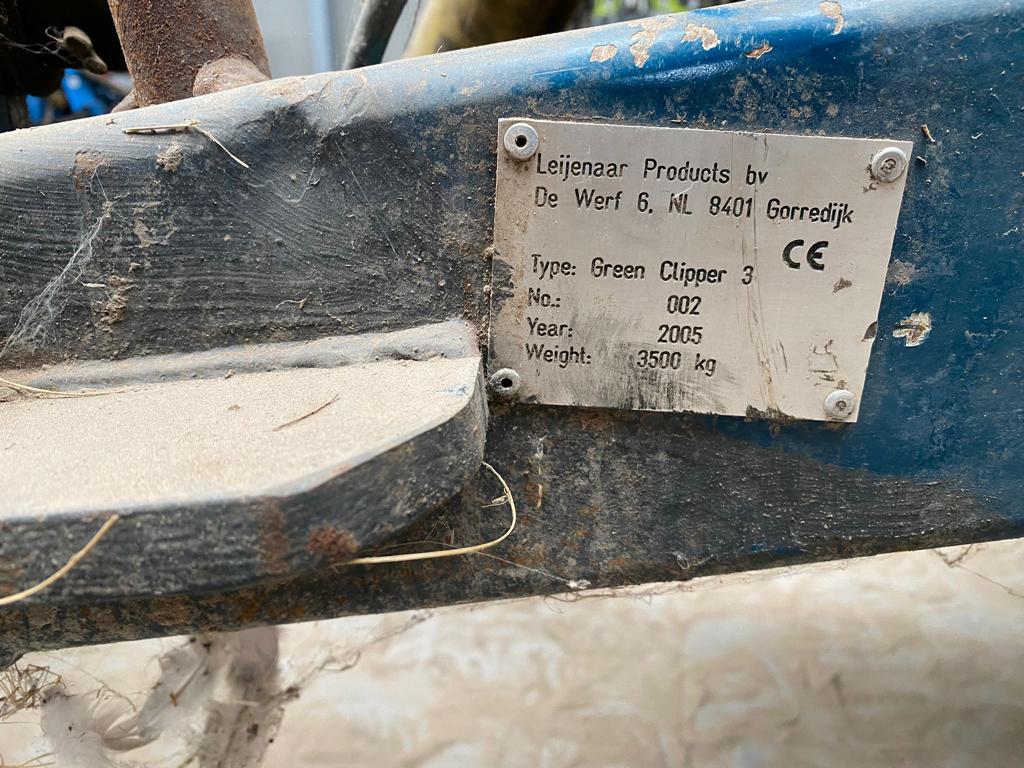 Leijenaar Products bv
De Werf 6, NL 8401 Gorredijk
CE
Type: Green Clipper 3
No.: 002
Year: 2005
Weight: 3500 kg